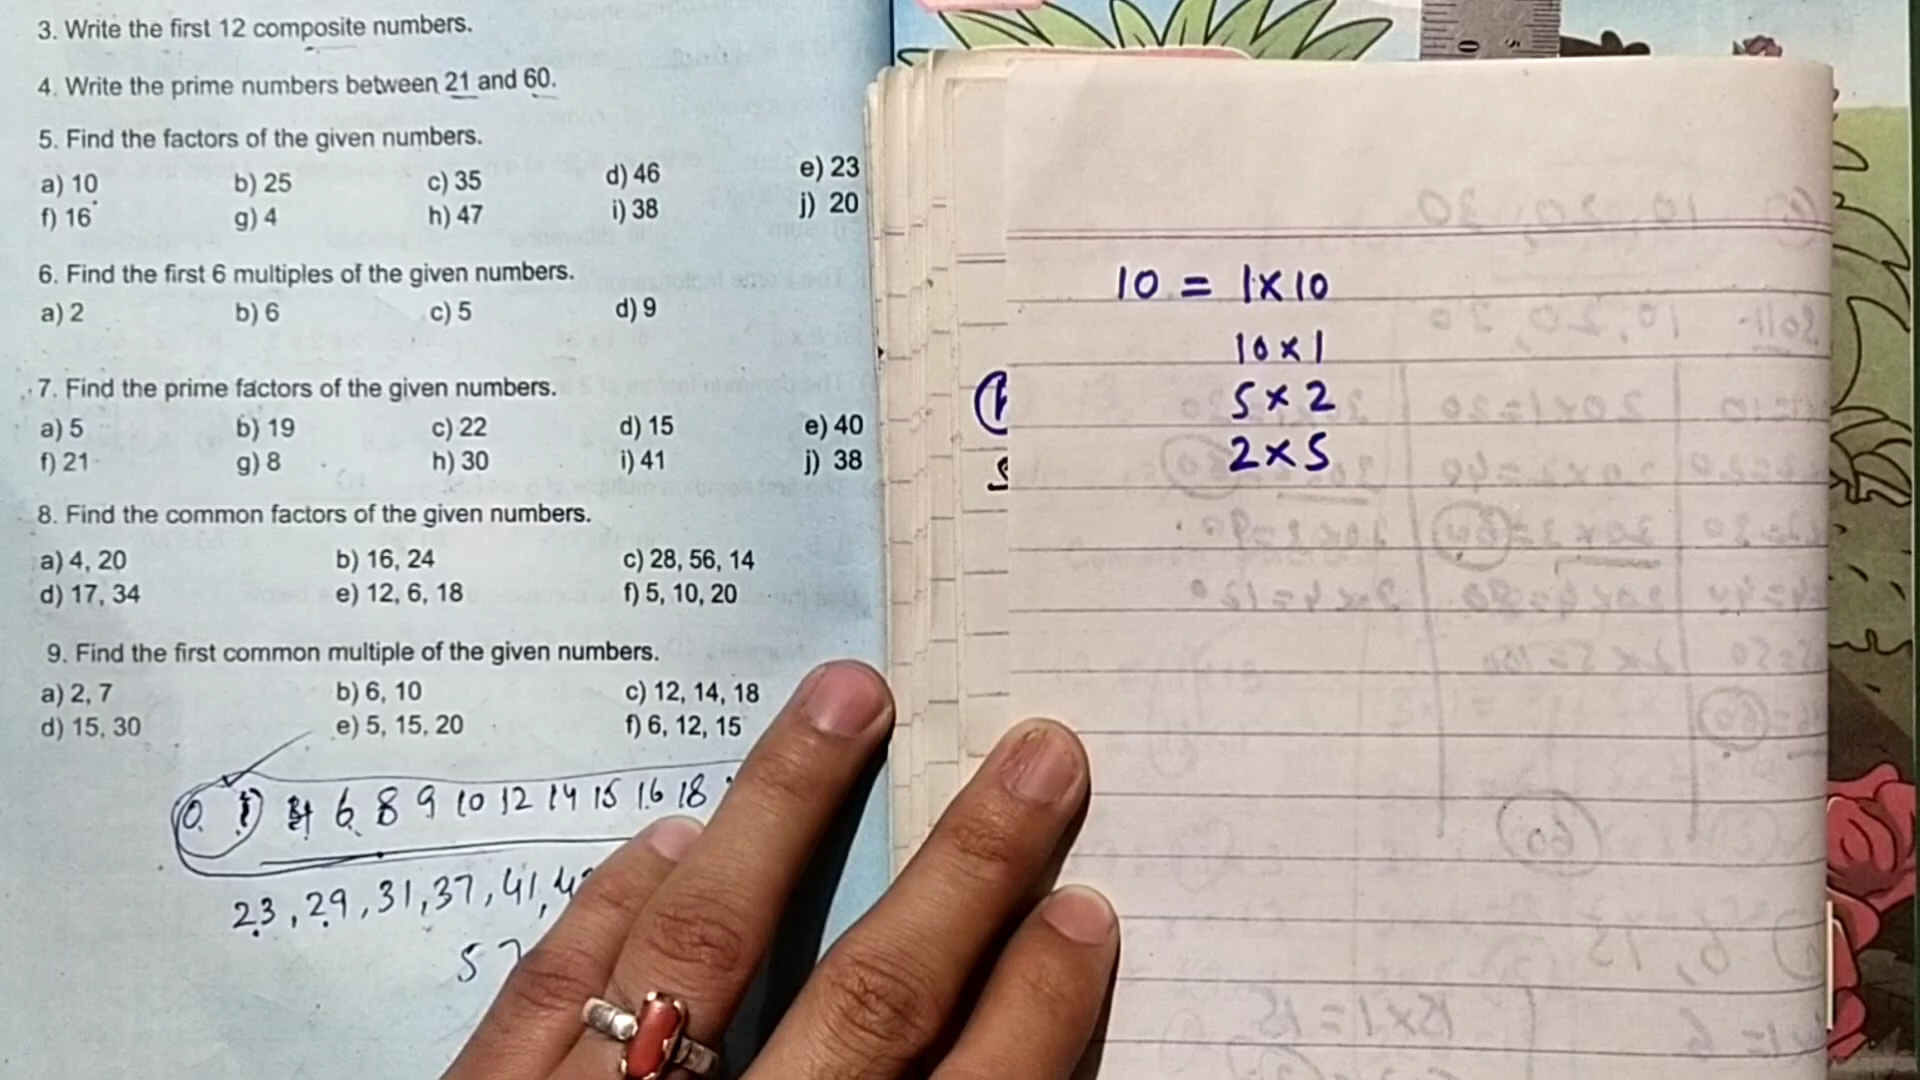 3. Write the first 12 composite numbers.
4. Write the prime numbers between 21 and 60.
5. Find the factors of the given numbers.
a) 10 b) 25 c) 35 d) 46 e) 23
f) 16 g) 4 h) 47 i) 38 j) 20
6. Find the first 6 multiples of the given numbers.
a) 2 b) 6 c) 5 d) 9
7. Find the prime factors of the given numbers.
a) 5 b) 19 c) 22 d) 15 e) 40
f) 21 g) 8 h) 30 i) 41 j) 38
8. Find the common factors of the given numbers.
a) 4, 20 b) 16, 24 c) 28, 56, 14
d) 17, 34 e) 12, 6, 18 f) 5, 10, 20
9. Find the first common multiple of the given numbers.
a) 2, 7 b) 6, 10 c) 12, 14, 18
d) 15, 30 e) 5, 15, 20 f) 6, 12, 15
0 1 4 6 8 9 10 12 14 15 16 18
23, 29, 31, 37, 41,
10 = 1×10
10×1
5×2
2×5